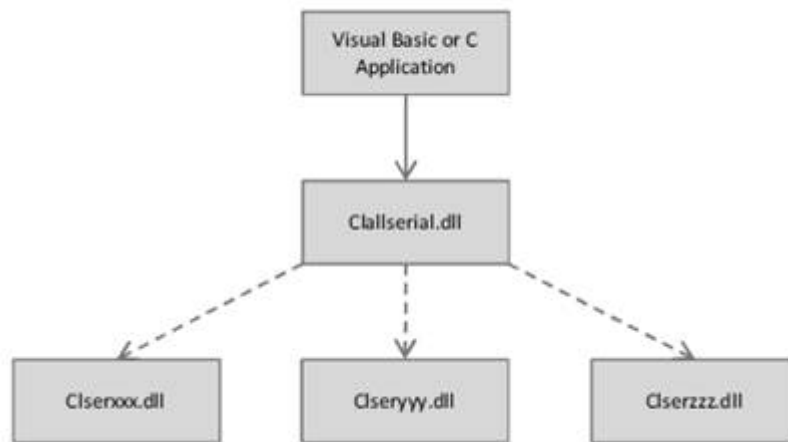 Visual Basic or C
Application
Clallserial.dll
Clserxxx.dll
Clseryyy.dll
Clserzzz.dll